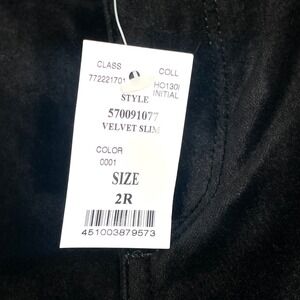 CLASS COLL
772221701 HO130/
INITIAL
STYLE
570091077
VELVET SLIM
COLOR
0001
SIZE
2R
451003879573